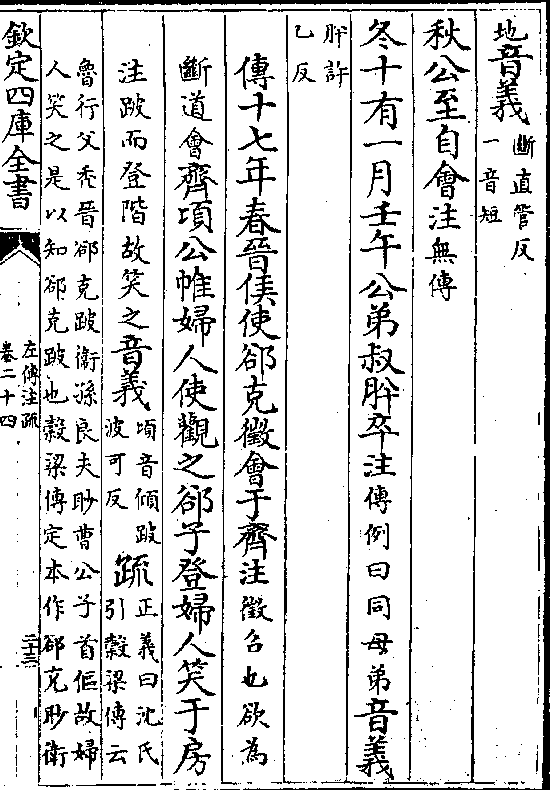 地音義斷直管反
一音短
秋公至自會注無傳
冬十有一月壬午公弟叔肸卒注傳例曰同母弟音義
肸許
乙反
傳十七年春晉侯使郤克徵會于齊注徵召也欲為
斷道會齊頃公帷婦人使觀之郤子登婦人笑于房
注跛而登階故笑之音義頃音傾跛
波可反疏正義曰沈氏
引穀梁傳云
魯行父禿晉郤克跛衞孫良夫眇曹公子首傴故婦
人笑之是以知郤克跛也穀梁傳定本作郤克眇衛
欽定四庫全書
左傳注疏
卷二十四
二十三